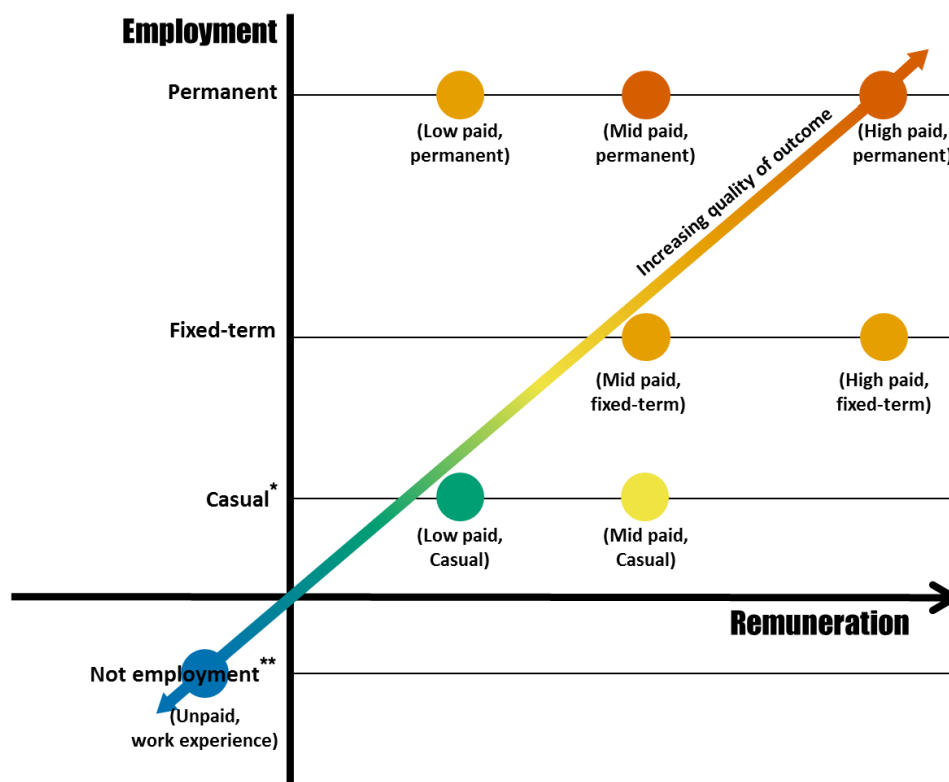 Employment
Permanent
(Low paid,
permanent)
(Mid paid,
permanent)
(High paid,
permanent)
Increasing quality of outcome
Fixed-term
(Mid paid,
fixed-term)
(High paid,
fixed-term)
Casual*
(Low paid,
Casual)
(Mid paid,
Casual)
Remuneration
Not employment**
(Unpaid,
work experience)